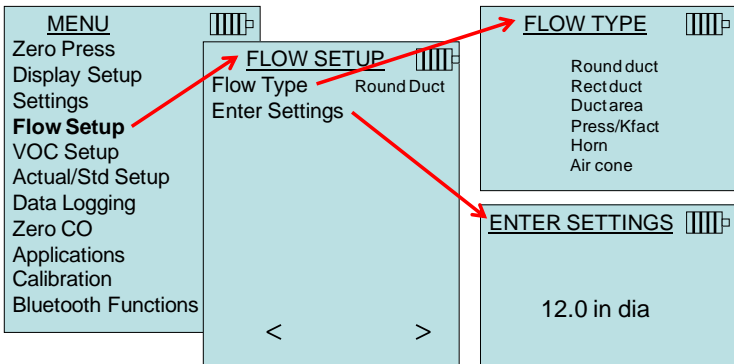 MENU
Zero Press
Display Setup
Settings
Flow Setup
VOC Setup
Actual/Std Setup
Data Logging
Zero CO
Applications
Calibration
Bluetooth Functions
FLOW SETUP
Flow Type Round Duct
Enter Settings
< >
FLOW TYPE
Round duct
Rect duct
Duct area
Press/Kfact
Horn
Air cone
ENTER SETTINGS
12.0 in dia